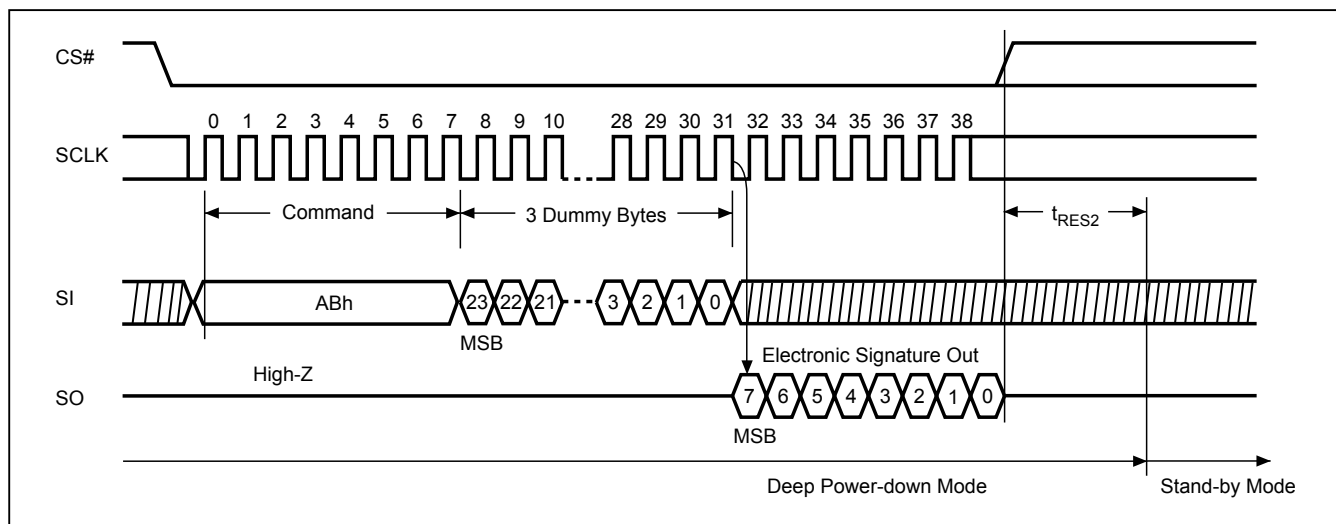 CS#
0 1 2 3 4 5 6 7 8 9 10 28 29 30 31 32 33 34 35 36 37 38
SCLK
Command
3 Dummy Bytes
tRES2
SI
ABh
23 22 21 3 2 1 0
MSB
Electronic Signature Out
High-Z
SO
7 6 5 4 3 2 1 0
MSB
Deep Power-down Mode
Stand-by Mode